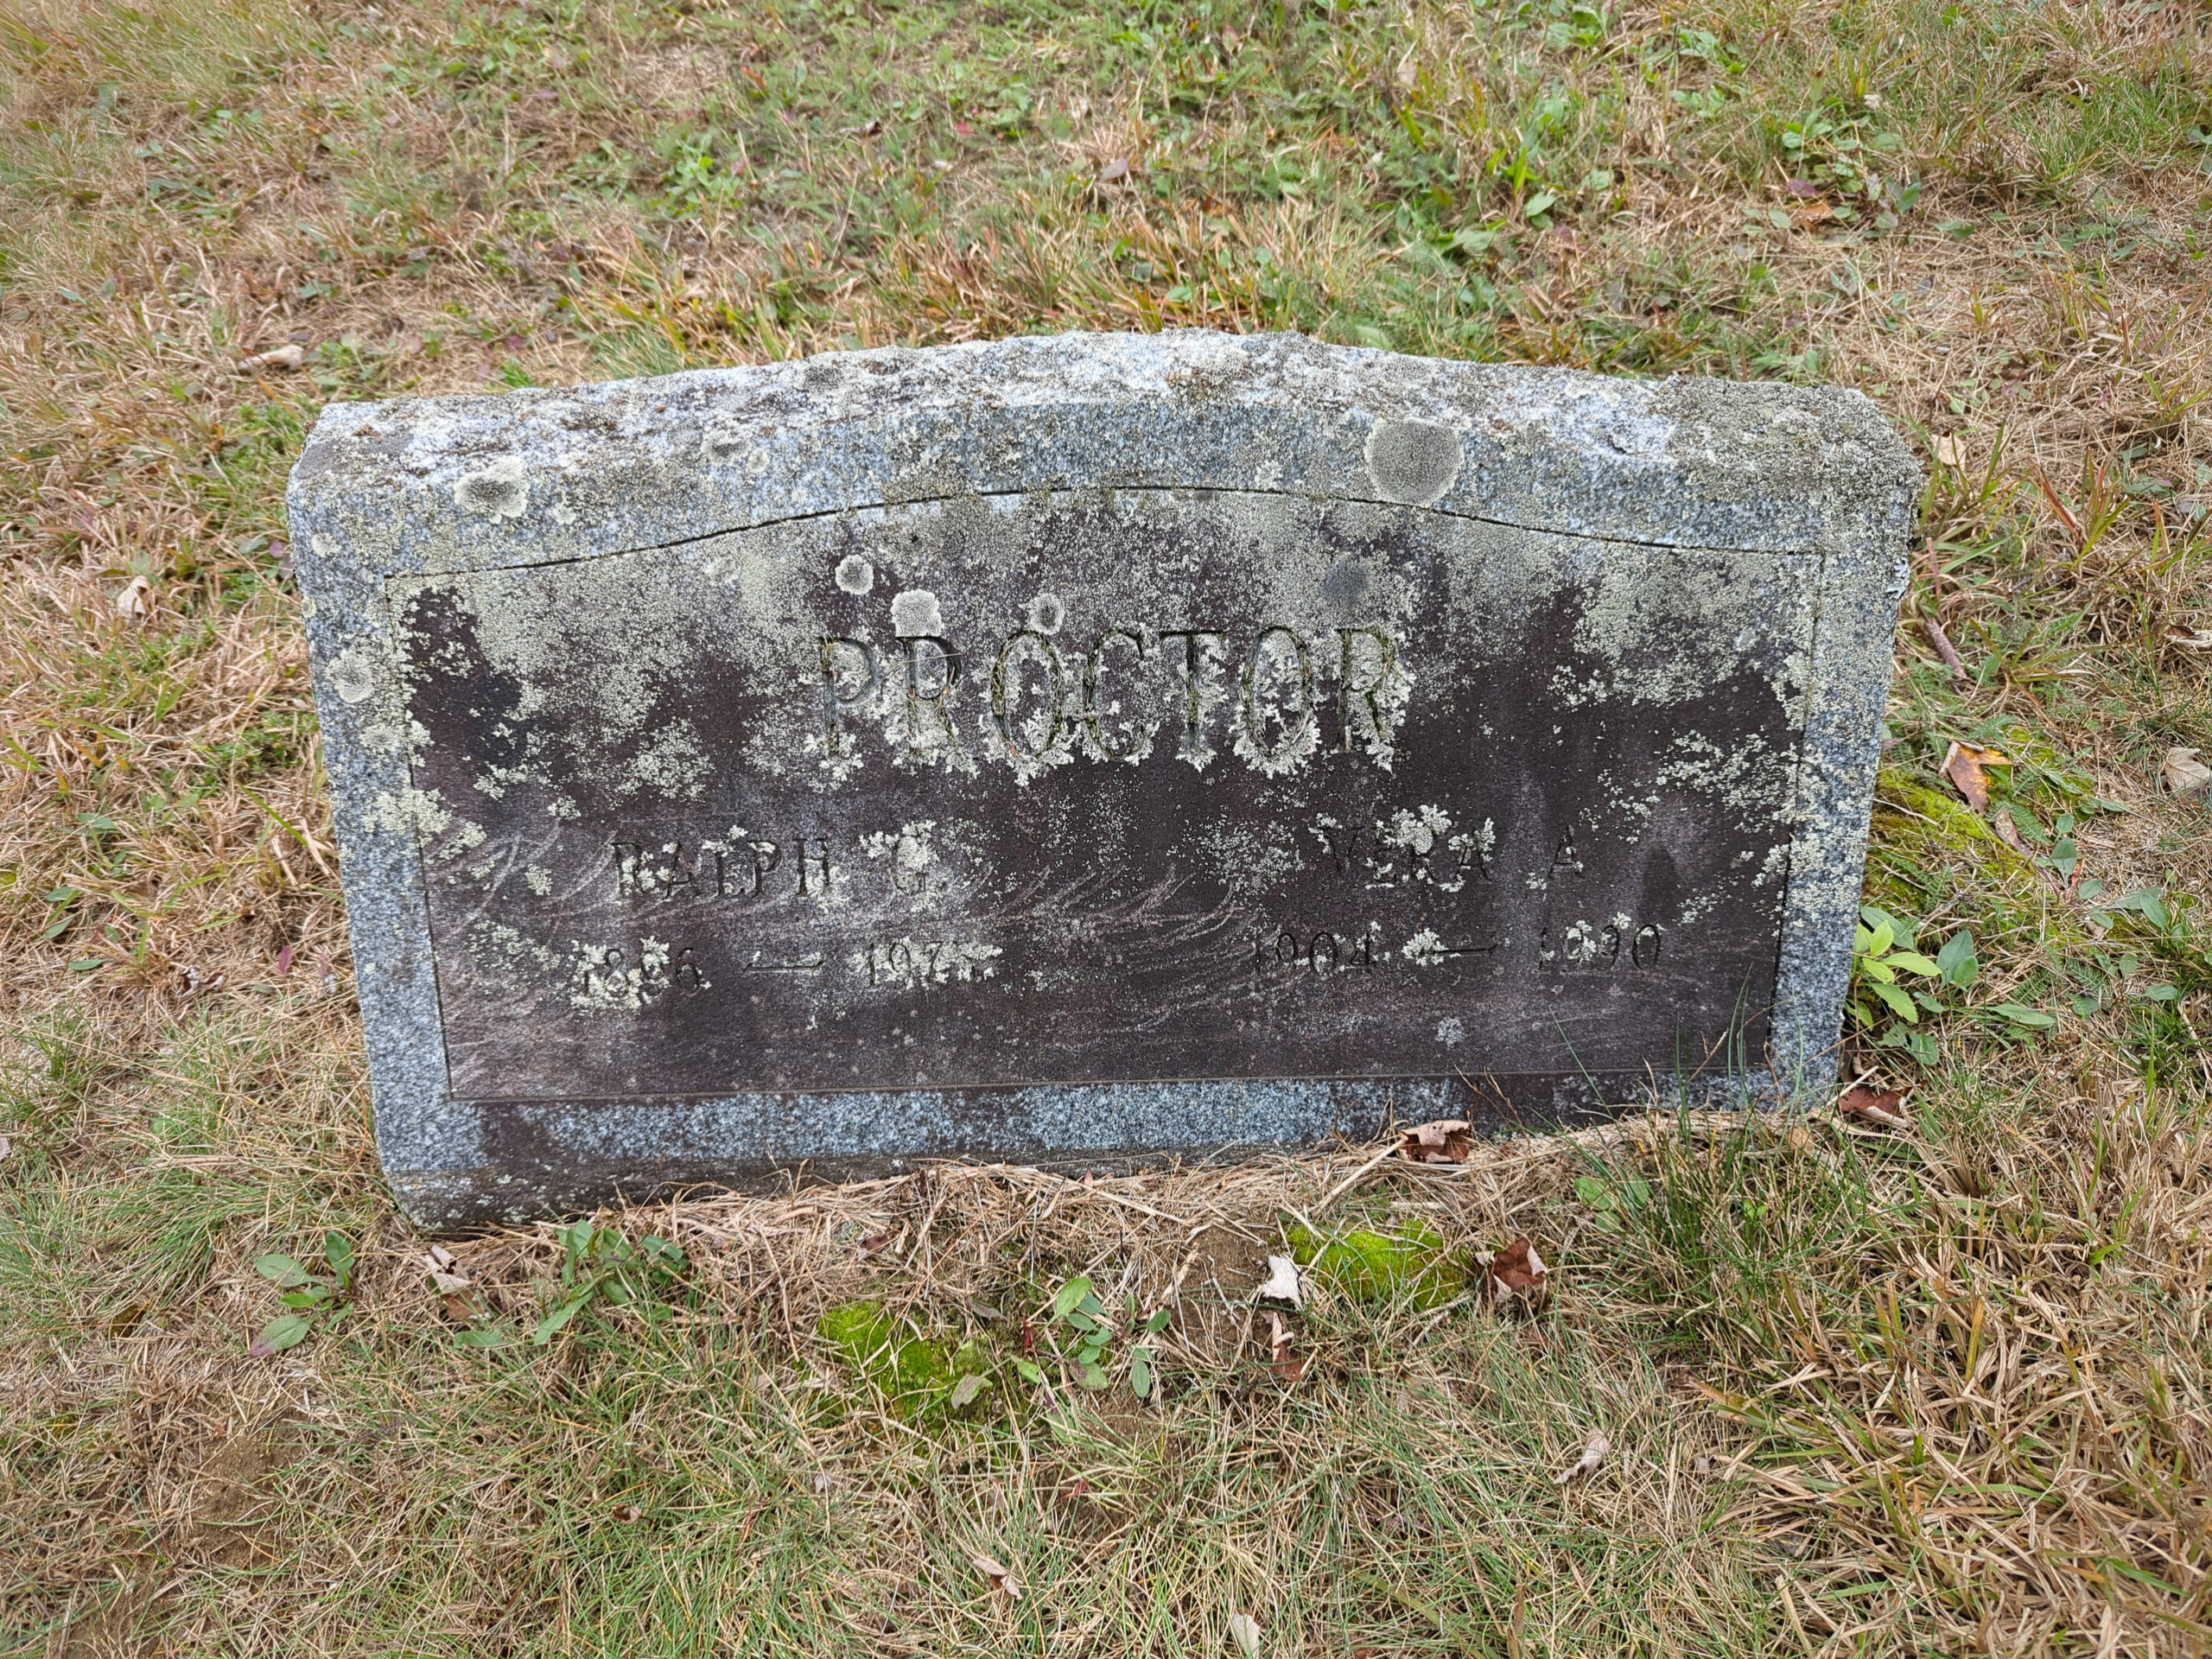 PROCTOR
RALPH G. VERA A
1896 — 1904 — 1990